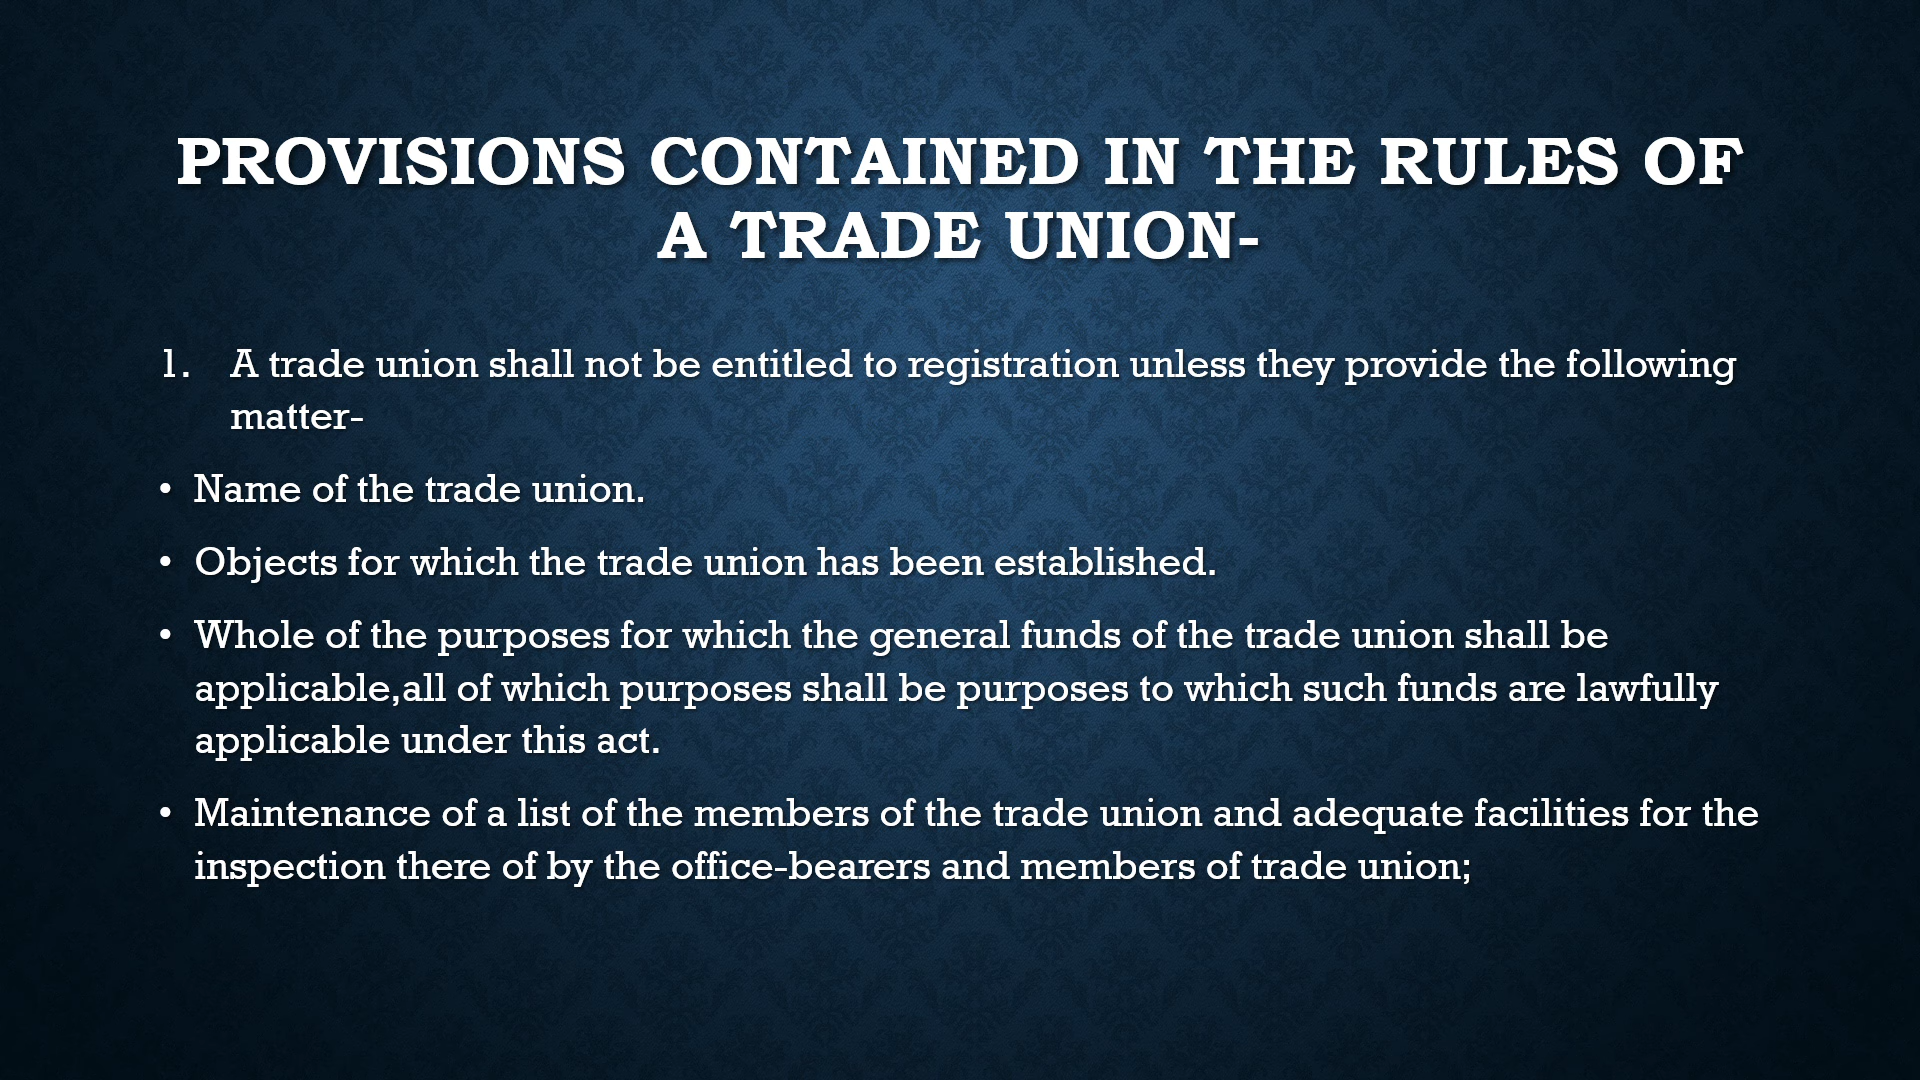 PROVISIONS CONTAINED IN THE RULES OF
A TRADE UNION-
1. A trade union shall not be entitled to registration unless they provide the following
matter-
• Name of the trade union.
• Objects for which the trade union has been established.
• Whole of the purposes for which the general funds of the trade union shall be
applicable,all of which purposes shall be purposes to which such funds are lawfully
applicable under this act.
• Maintenance of a list of the members of the trade union and adequate facilities for the
inspection there of by the office-bearers and members of trade union;